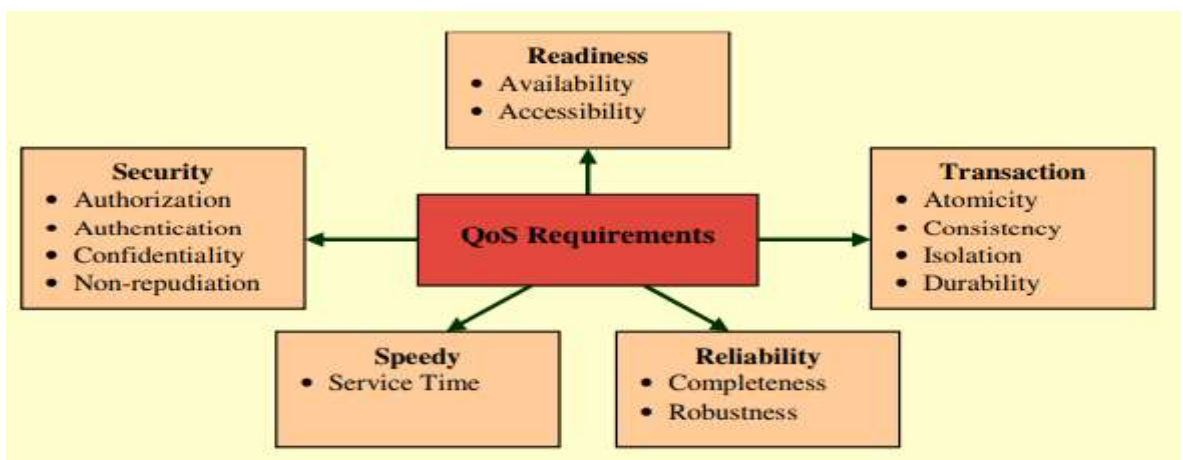 Readiness
• Availability
• Accessibility
Security
• Authorization
• Authentication
• Confidentiality
• Non-repudiation
QoS Requirements
Transaction
• Atomicity
• Consistency
• Isolation
• Durability
Speedy
• Service Time
Reliability
• Completeness
• Robustness